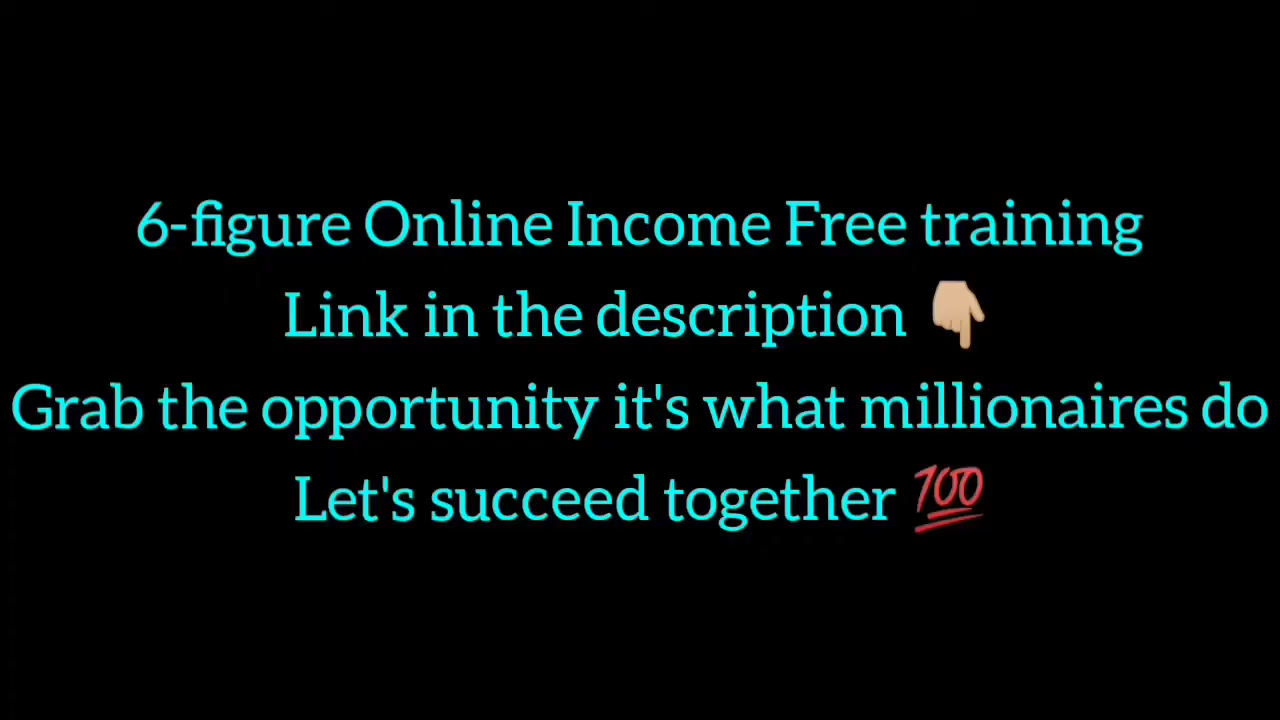 6-figure Online Income Free training
Link in the description 👇🏼
Grab the opportunity it's what millionaires do
Let's succeed together 💯